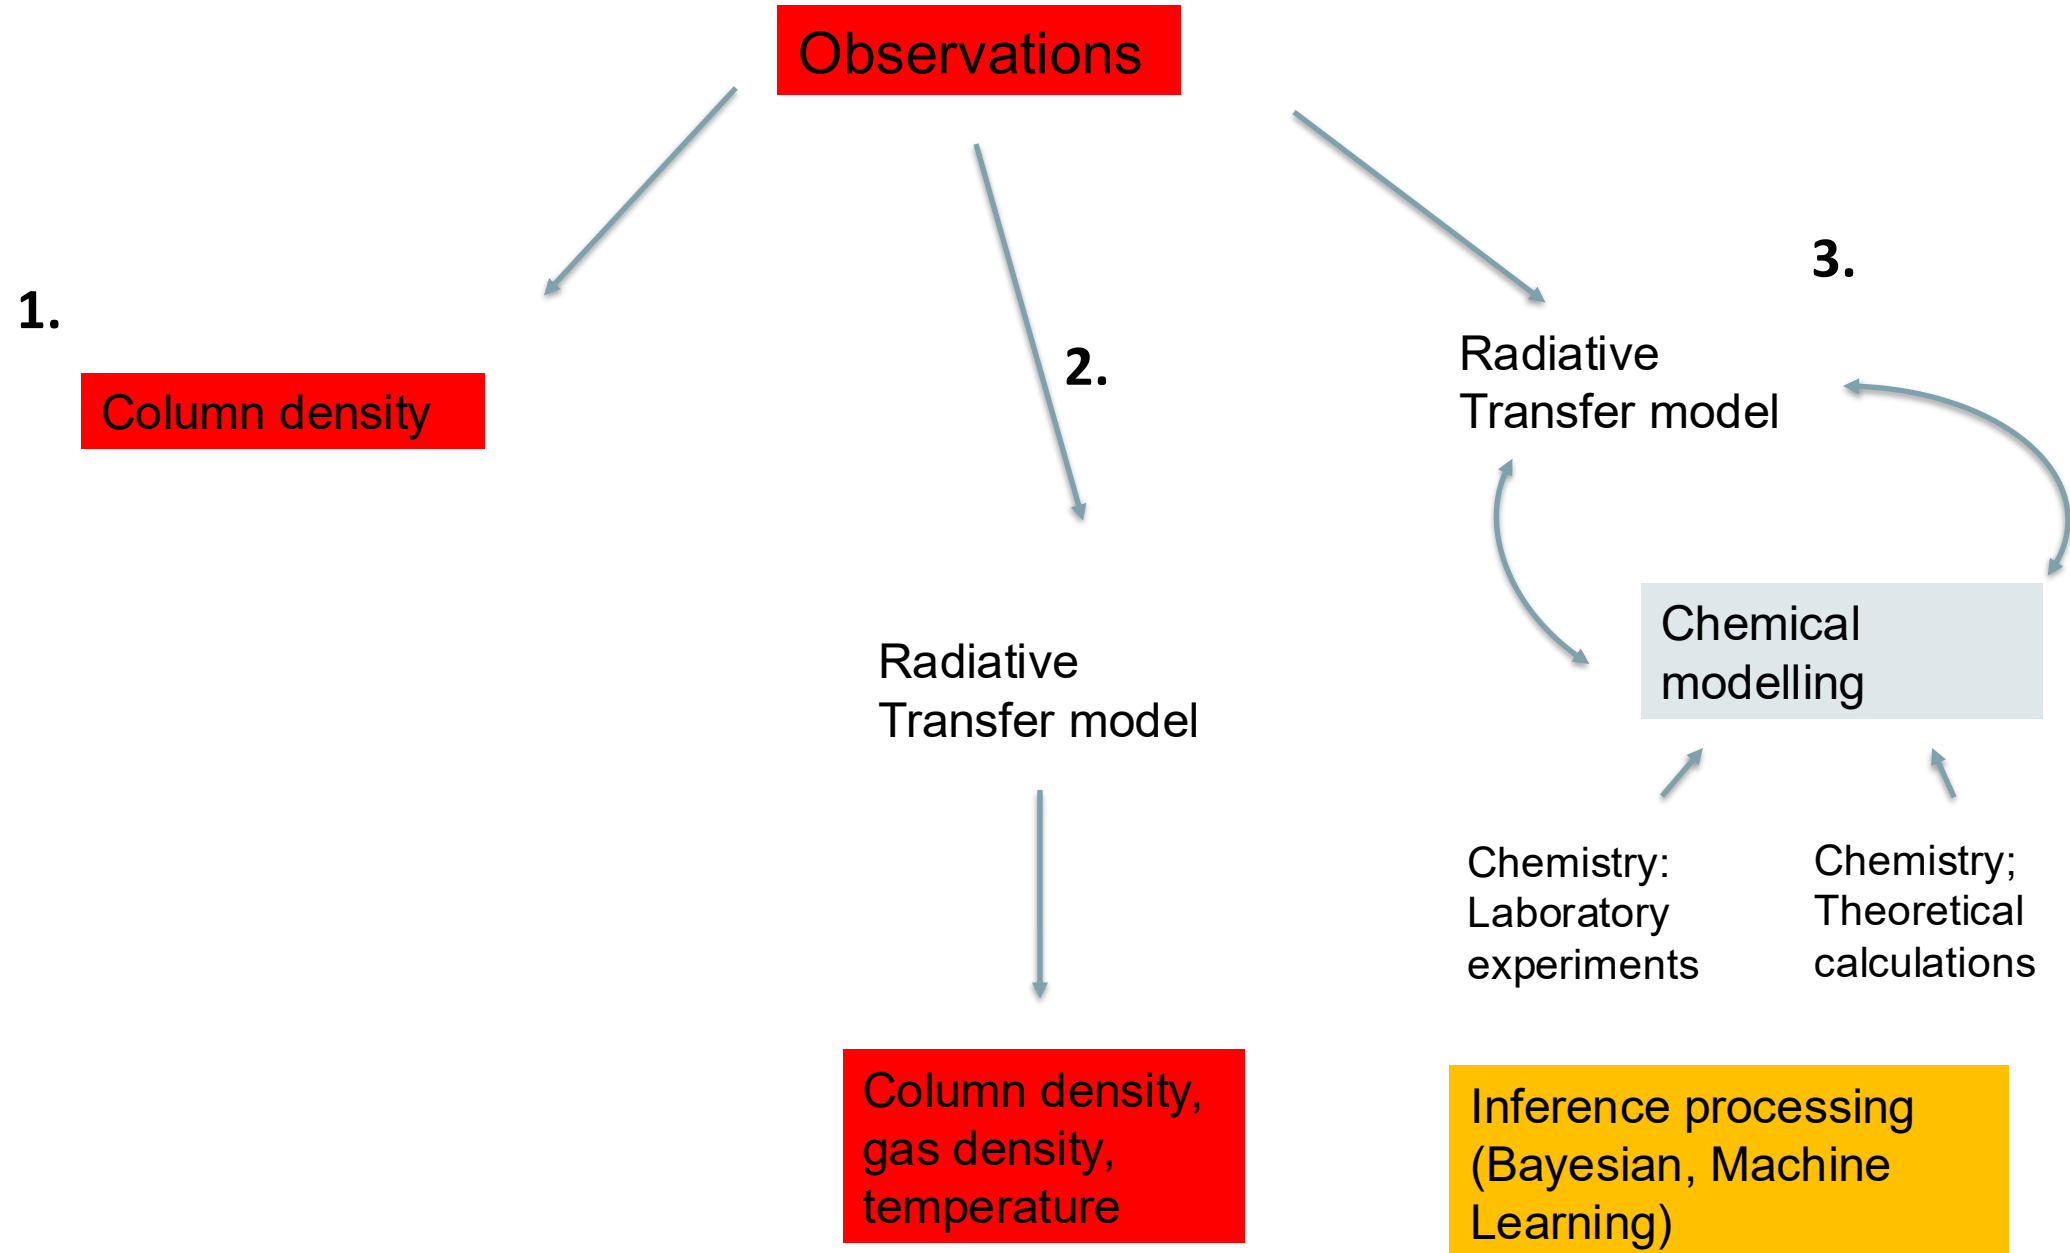 Observations
1.
Column density
2.
Radiative
Transfer model
Column density,
gas density,
temperature
3.
Radiative
Transfer model
Chemical
modelling
Chemistry:
Laboratory
experiments
Chemistry;
Theoretical
calculations
Inference processing
(Bayesian, Machine
Learning)